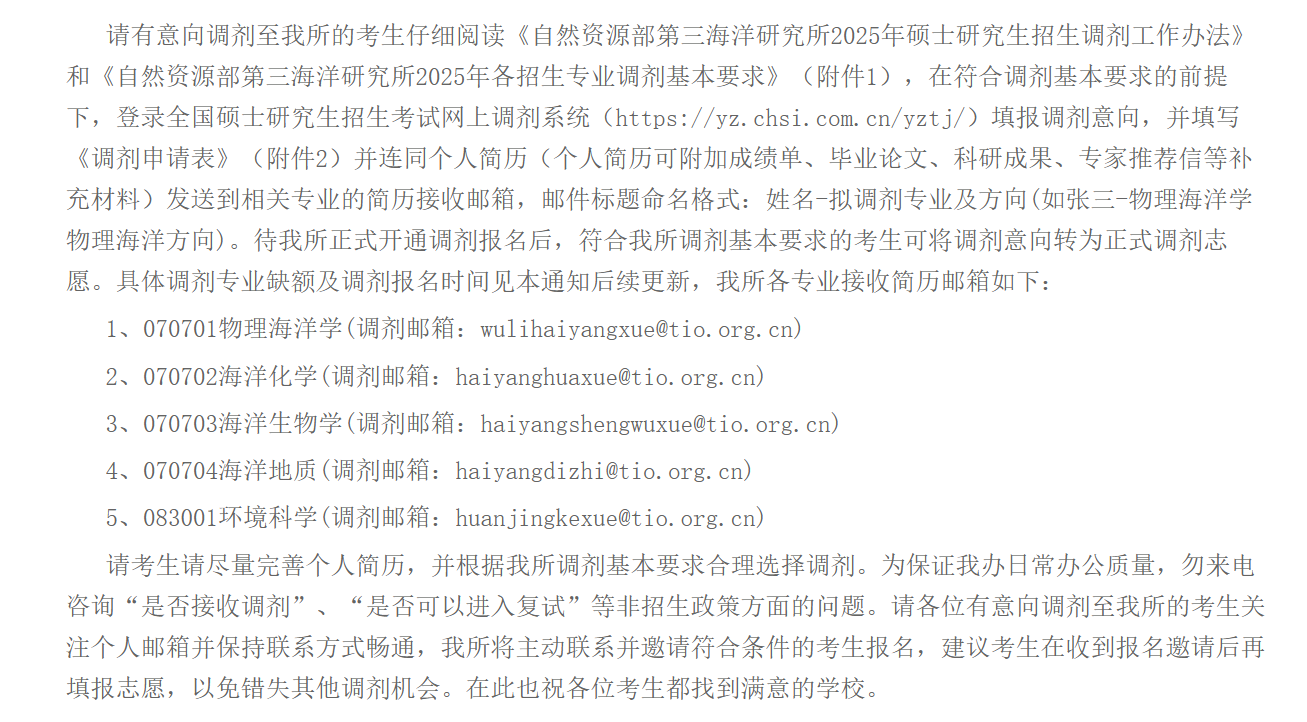 请有意向调剂至我所的考生仔细阅读《自然资源部第三海洋研究所2025年硕士研究生招生调剂工作办法》
和《自然资源部第三海洋研究所2025年各招生专业调剂基本要求》（附件1），在符合调剂基本要求的前提
下，登录全国硕士研究生招生考试网上调剂系统（https://yz.chsi.com.cn/yztj/）填报调剂意向，并填写
《调剂申请表》（附件2）并连同个人简历（个人简历可附加成绩单、毕业论文、科研成果、专家推荐信等补
充材料）发送到相关专业的简历接收邮箱，邮件标题命名格式：姓名-拟调剂专业及方向(如张三-物理海洋学
物理海洋方向)。待我所正式开通调剂报名后，符合我所调剂基本要求的考生可将调剂意向转为正式调剂志
愿。具体调剂专业缺额及调剂报名时间见本通知后续更新，我所各专业接收简历邮箱如下：
1、070701物理海洋学(调剂邮箱：wulihaiyangxue@tio.org.cn)
2、070702海洋化学(调剂邮箱：haiyanghuaxue@tio.org.cn)
3、070703海洋生物学(调剂邮箱：haiyangshengwuxue@tio.org.cn)
4、070704海洋地质(调剂邮箱：haiyangdizhi@tio.org.cn)
5、083001环境科学(调剂邮箱：huanjingkexue@tio.org.cn)
请考生请尽量完善个人简历，并根据我所调剂基本要求合理选择调剂。为保证我办日常办公质量，勿来电
咨询“是否接收调剂”、“是否可以进入复试”等非招生政策方面的问题。请各位有意向调剂至我所的考生关
注个人邮箱并保持联系方式畅通，我所将主动联系并邀请符合条件的考生报名，建议考生在收到报名邀请后再
填报志愿，以免错失其他调剂机会。在此也祝各位考生都找到满意的学校。